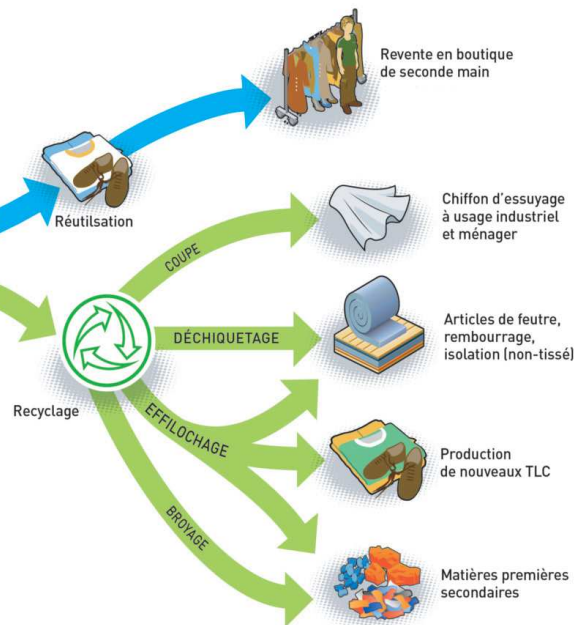 Revente en boutique
de seconde main
Réutilsation
Chiffon d'essuyage
à usage industriel
et ménager
COUPE
DÉCHIQUETAGE
Articles de feutre,
rembourrage,
isolation (non-tissé)
Recyclage
EFFILOCHAGE
Production
de nouveaux TLC
BROYAGE
Matières premières
secondaires